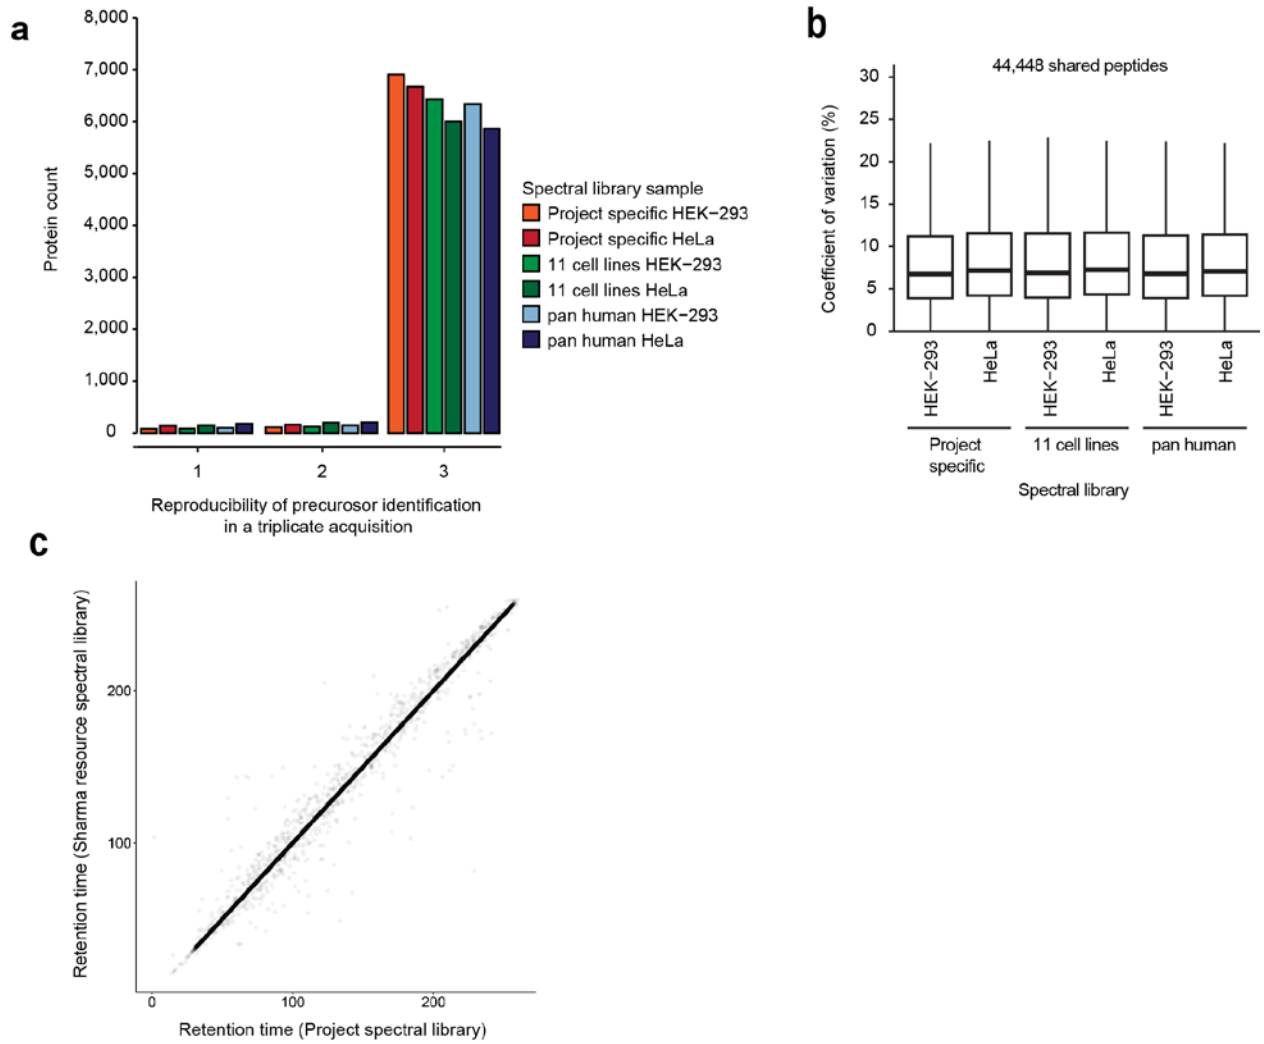 a
8,000
7,000
6,000
5,000
4,000
3,000
2,000
1,000
0
Protein count
1
2
3
Reproducibility of precurosor identification
in a triplicate acquisition
Spectral library sample
Project specific HEK−293
Project specific HeLa
11 cell lines HEK−293
11 cell lines HeLa
pan human HEK−293
pan human HeLa
b
44,448 shared peptides
30
25
20
15
10
5
0
Coefficient of variation (%)
HEK−293
HeLa
HEK−293
HeLa
HEK−293
HeLa
Project
specific
11 cell lines
pan human
Spectral library
c
Retention time (Sharma resource spectral library)
200
100
0
100
200
Retention time (Project spectral library)